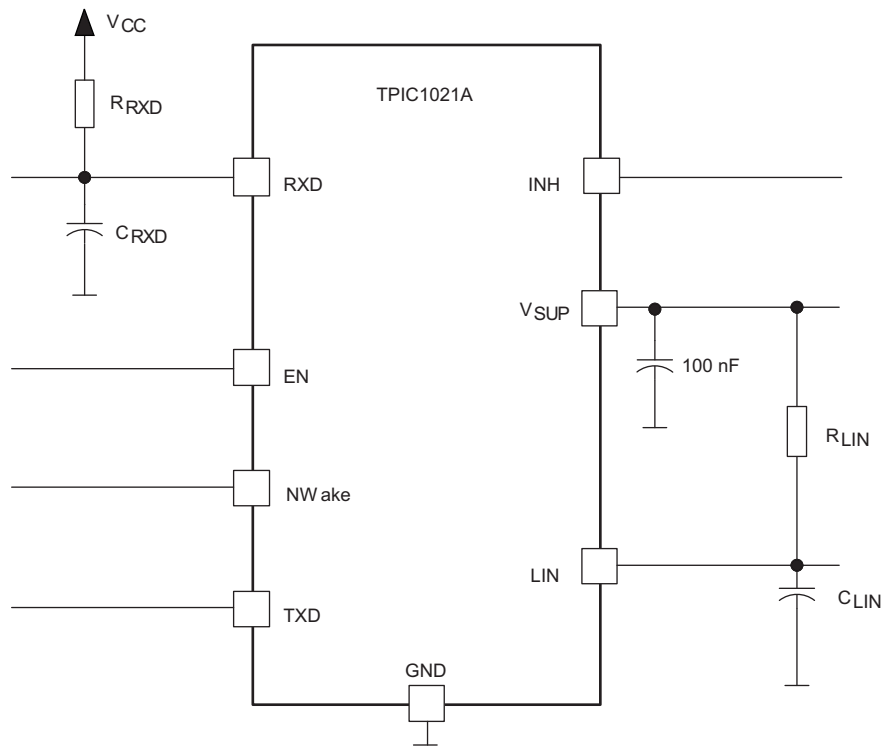 VCC
TPIC1021A
RRXD
RXD
INH
CRXD
VSUP
100 nF
EN
RLIN
NWake
LIN
CLIN
TXD
GND